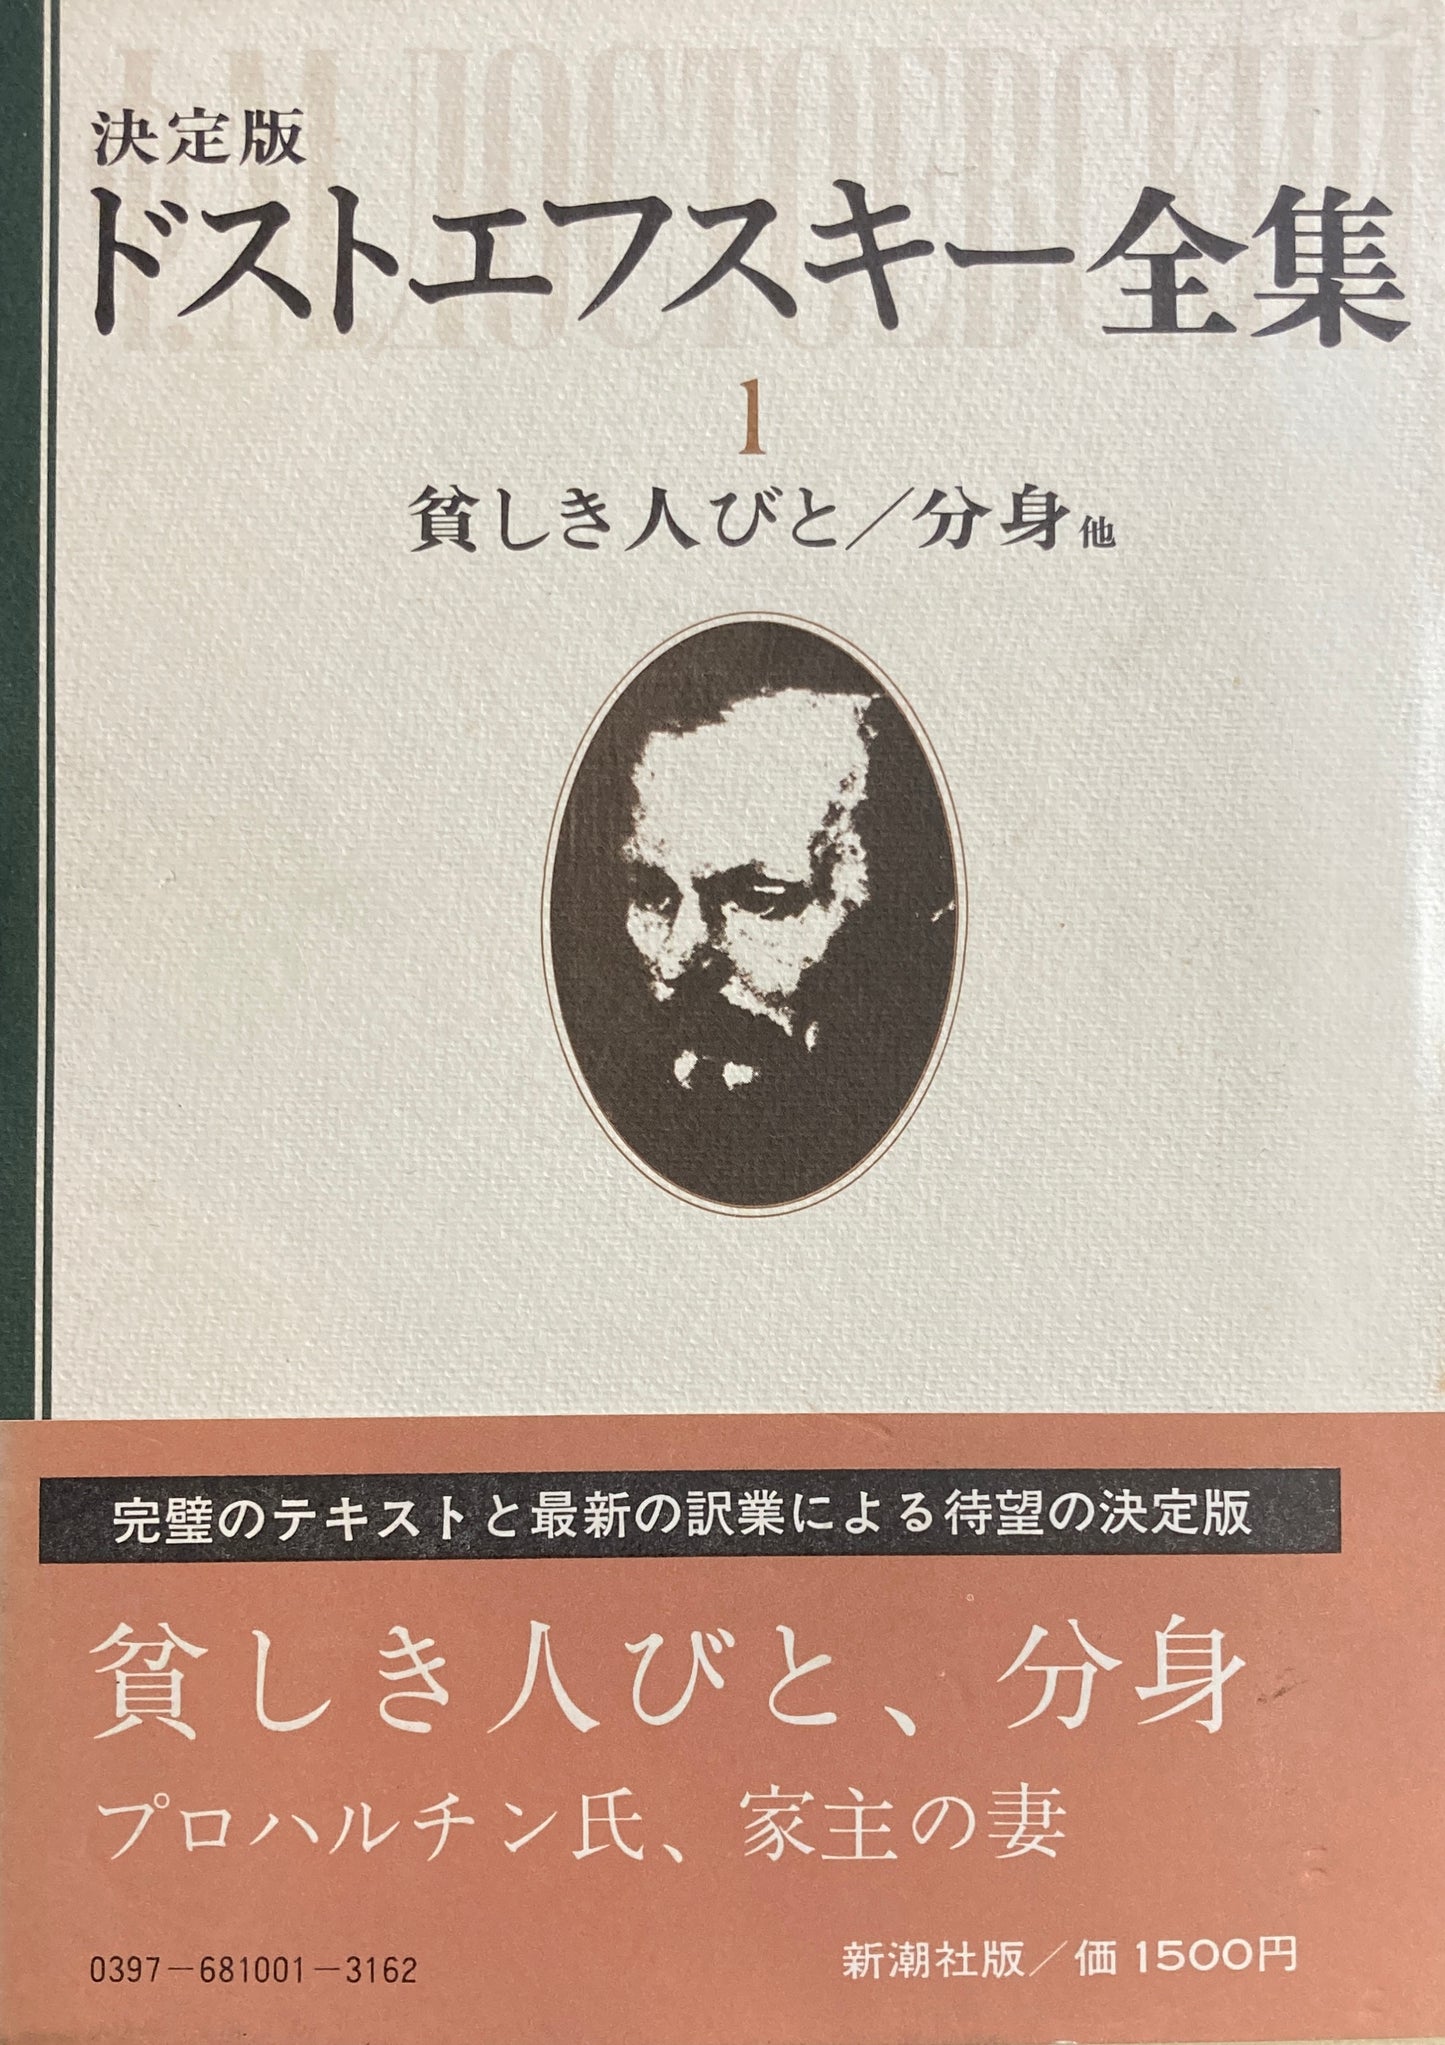 決定版
ドストエフスキー全集
1
貧しき人びと／分身他
完璧のテキストと最新の訳業による待望の決定版
貧しき人びと、分身
プロハルチン氏、家主の妻
0397-681001-3162
新潮社版／価1500円